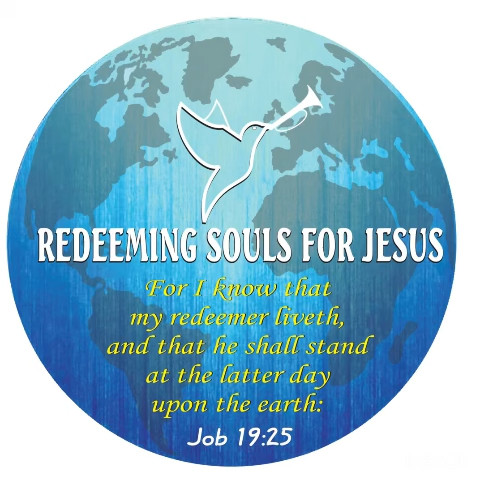 REDEEMING SOULS FOR JESUS
For I know that
my redeemer liveth,
and that he shall stand
at the latter day
upon the earth:
Job 19:25